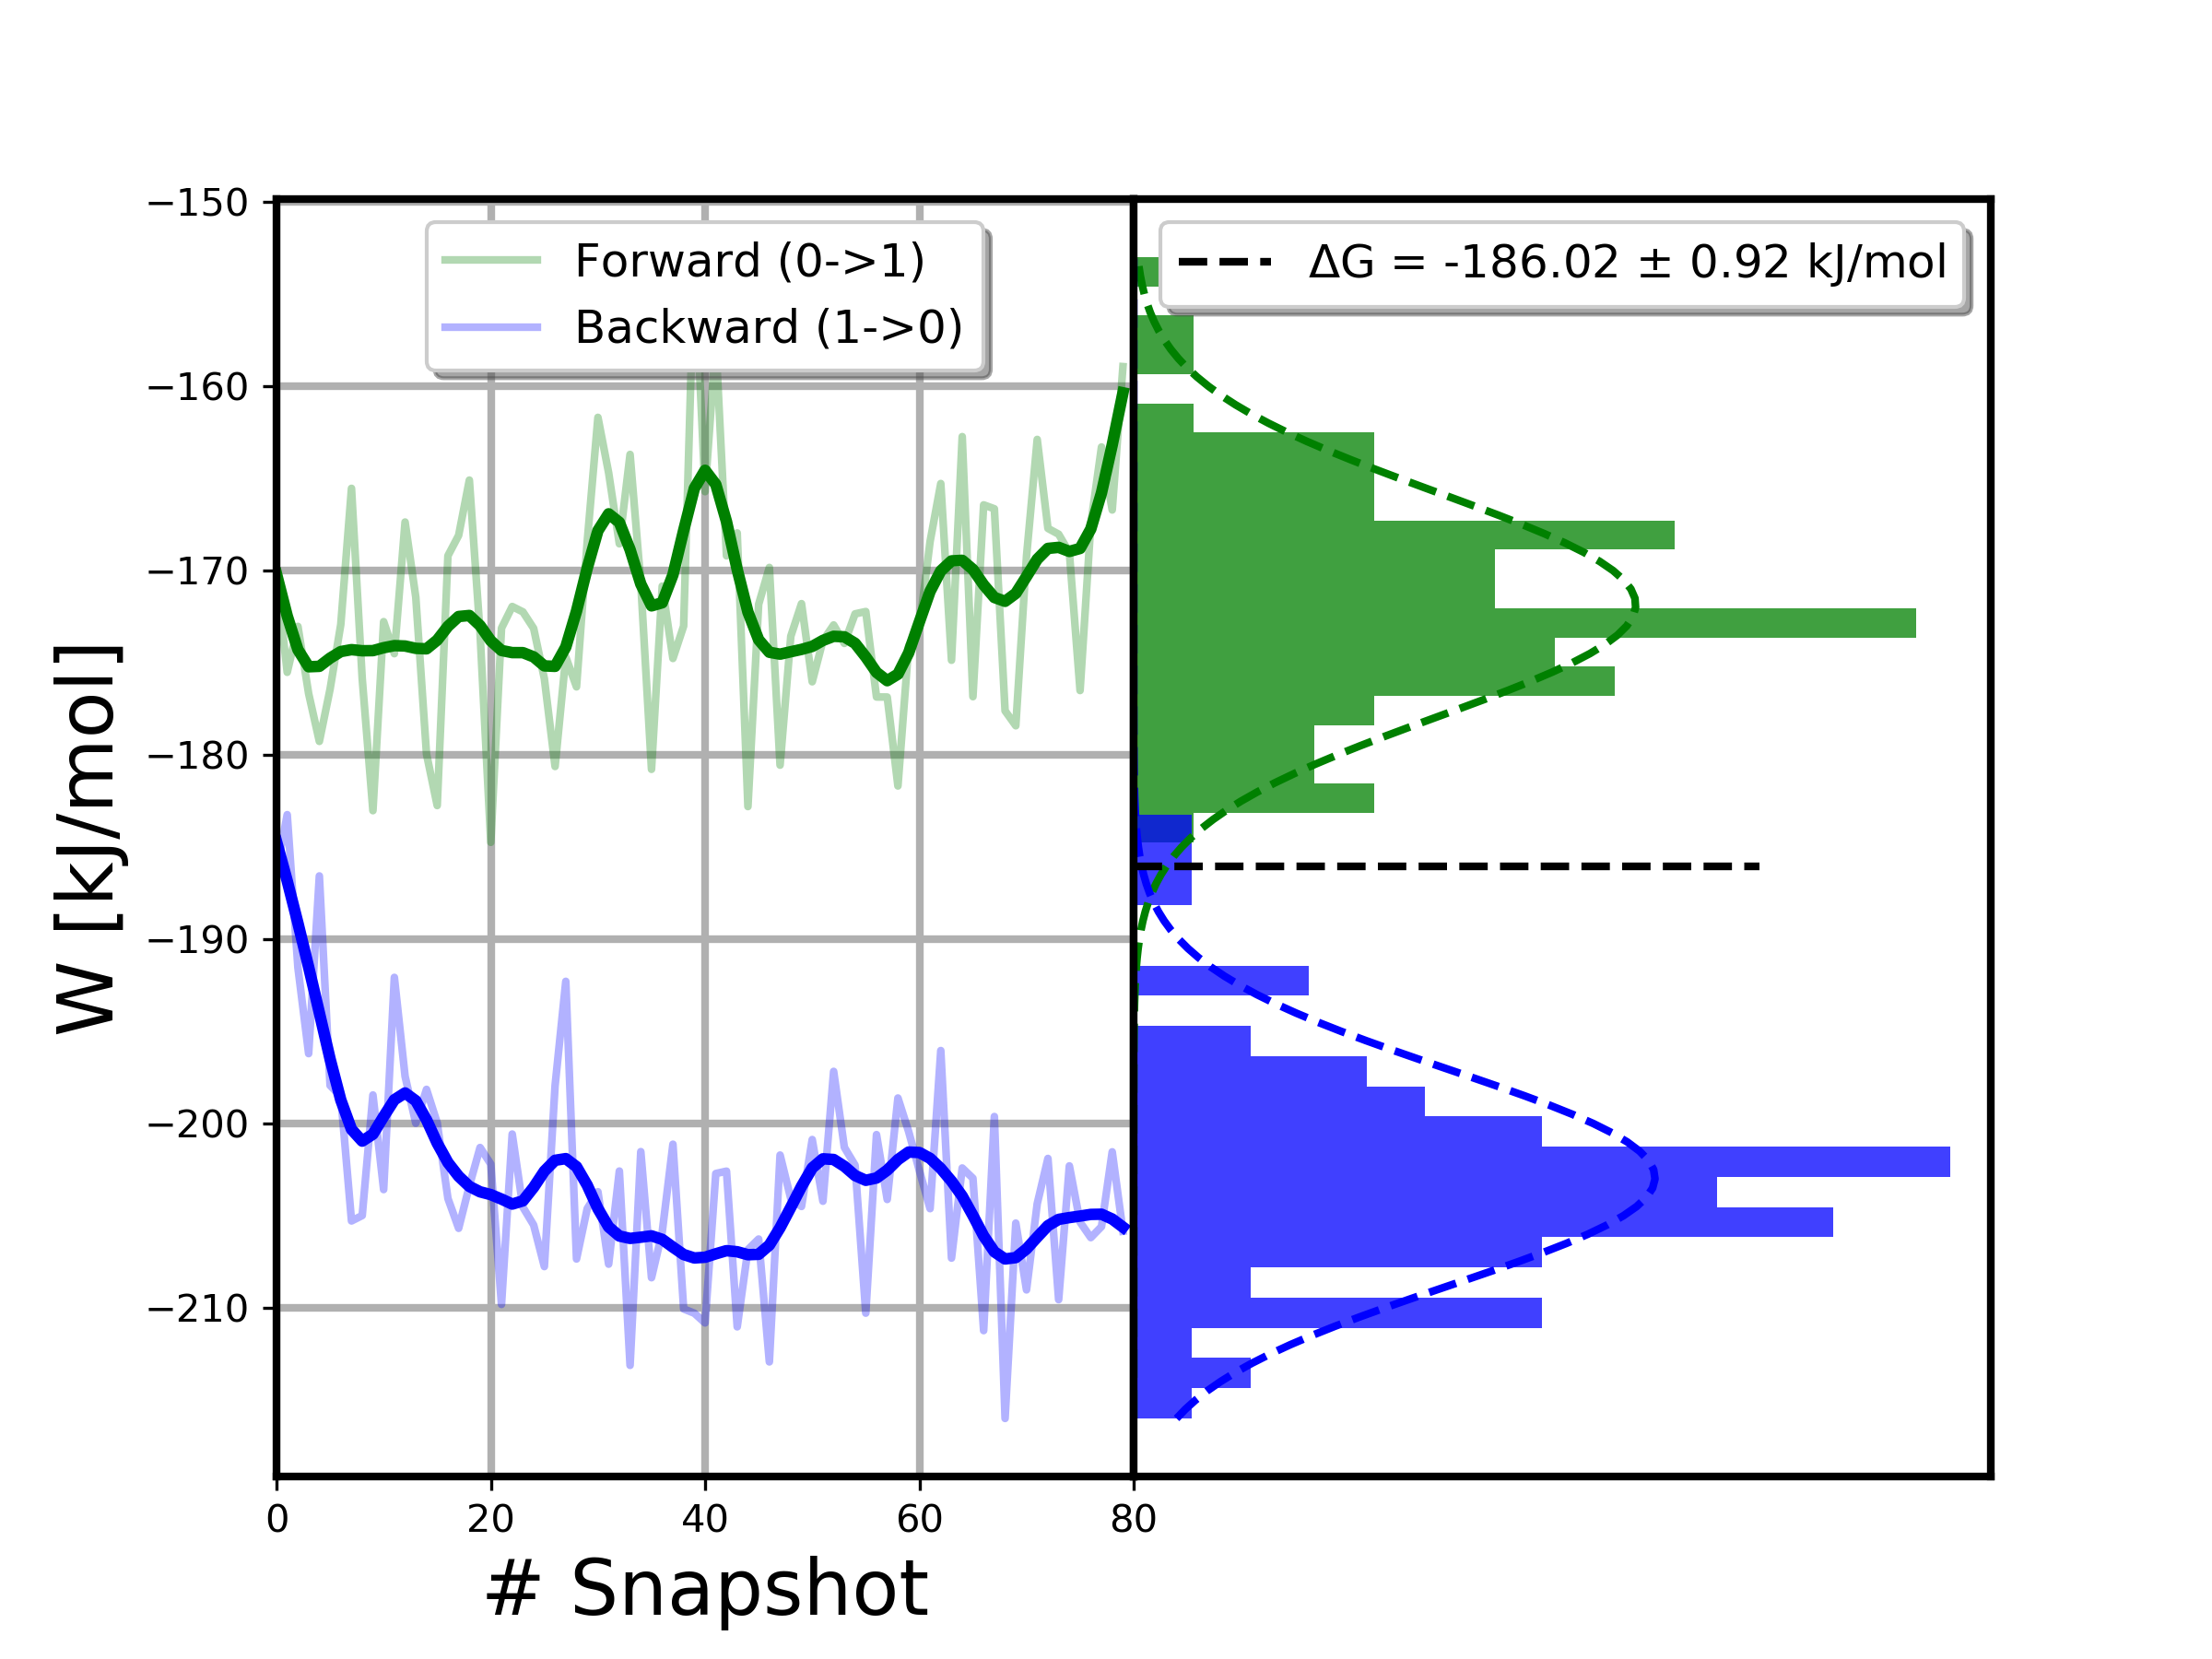 −150
−160
−170
−180
−190
−200
−210
W [kJ/mol]
Forward (0->1)
Backward (1->0)
ΔG = -186.02 ± 0.92 kJ/mol
0 20 40 60 80
# Snapshot